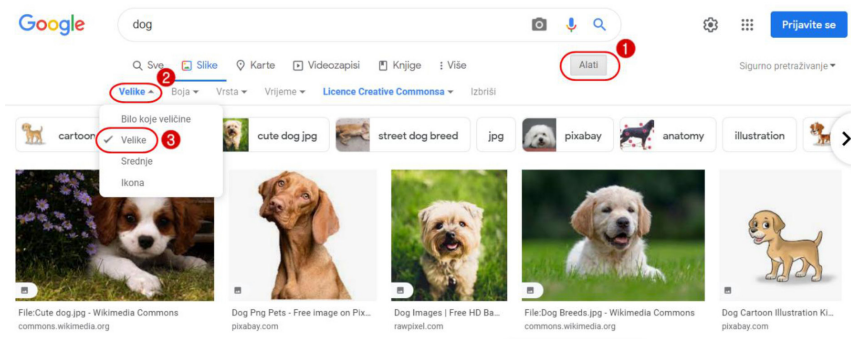 Google dog Prijavite se
1
Sve Slike Karte Videozapisi Knjige Više Alati Sigurno pretraživanje
2
Velike Boja Vrsta Vrijeme Licence Creative Commonsa Izbriši
Bilo koje veličine
Velike 3
Srednje
Ikona
cartoon cute dog jpg street dog breed jpg pixabay anatomy illustration
File:Cute dog.jpg - Wikimedia Commons
commons.wikimedia.org
Dog Png Pets - Free image on Pix...
pixabay.com
Dog Images | Free HD Ba...
rawpixel.com
File:Dog Breeds.jpg - Wikimedia Commons
commons.wikimedia.org
Dog Cartoon Illustration Ki...
pixabay.com